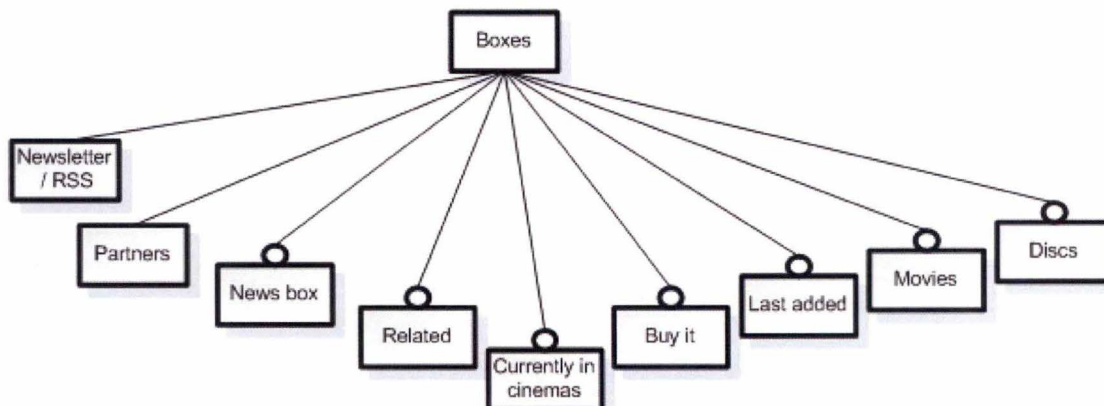 Boxes
Newsletter
/ RSS
Partners
News box
Related
Currently in
cinemas
Buy it
Last added
Movies
Discs